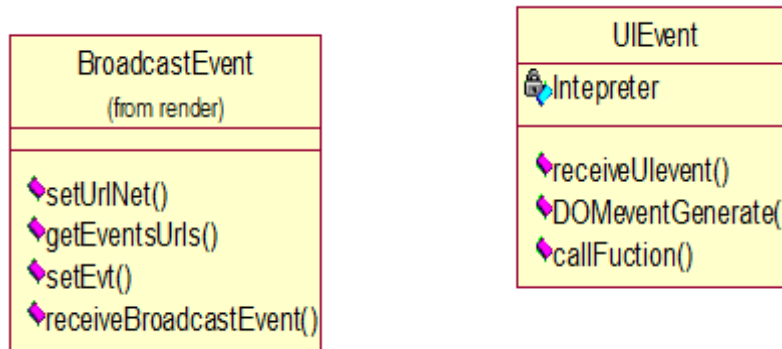 BroadcastEvent
(from render)
setUrlNet()
getEventsUrls()
setEvt()
receiveBroadcastEvent()
UIEvent
Intepreter
receiveUIevent()
DOMeventGenerate(
callFuction()